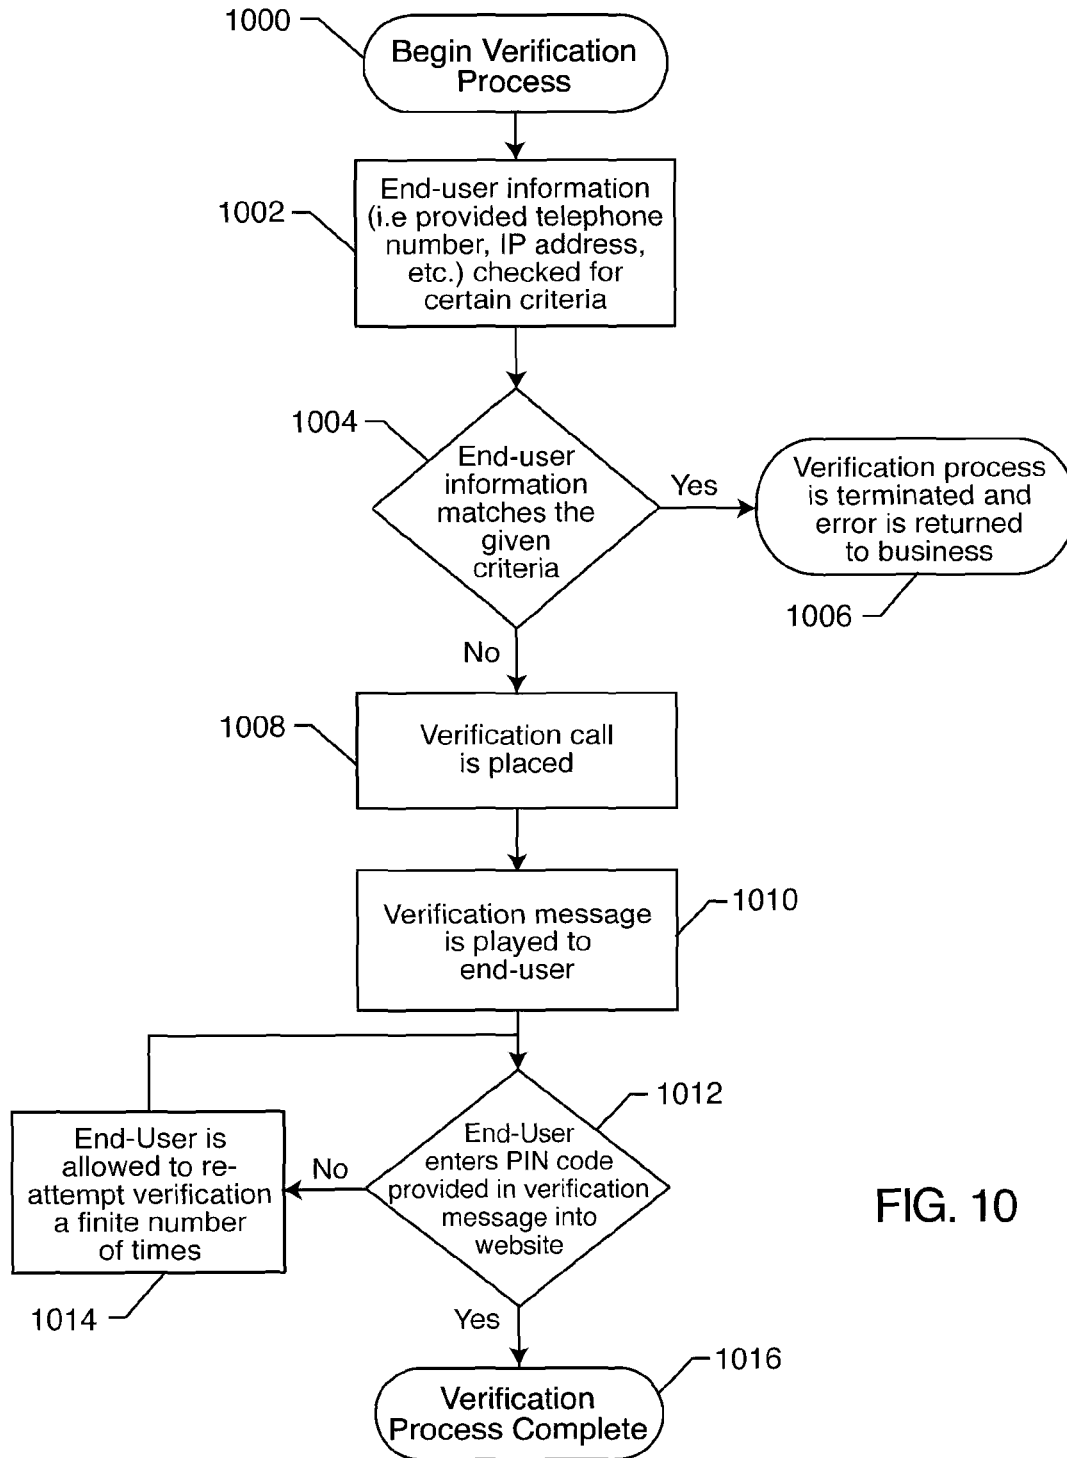 1000
Begin Verification
Process
1002
End-user information
(i.e provided telephone
number, IP address,
etc.) checked for
certain criteria
1004
End-user
information
matches the
given
criteria
Yes
Verification process
is terminated and
error is returned
to business
1006
No
1008
Verification call
is placed
1010
Verification message
is played to
end-user
1012
End-User
enters PIN code
provided in verification
message into
website
No
End-User is
allowed to re-
attempt verification
a finite number
of times
1014
FIG. 10
Yes
1016
Verification
Process Complete